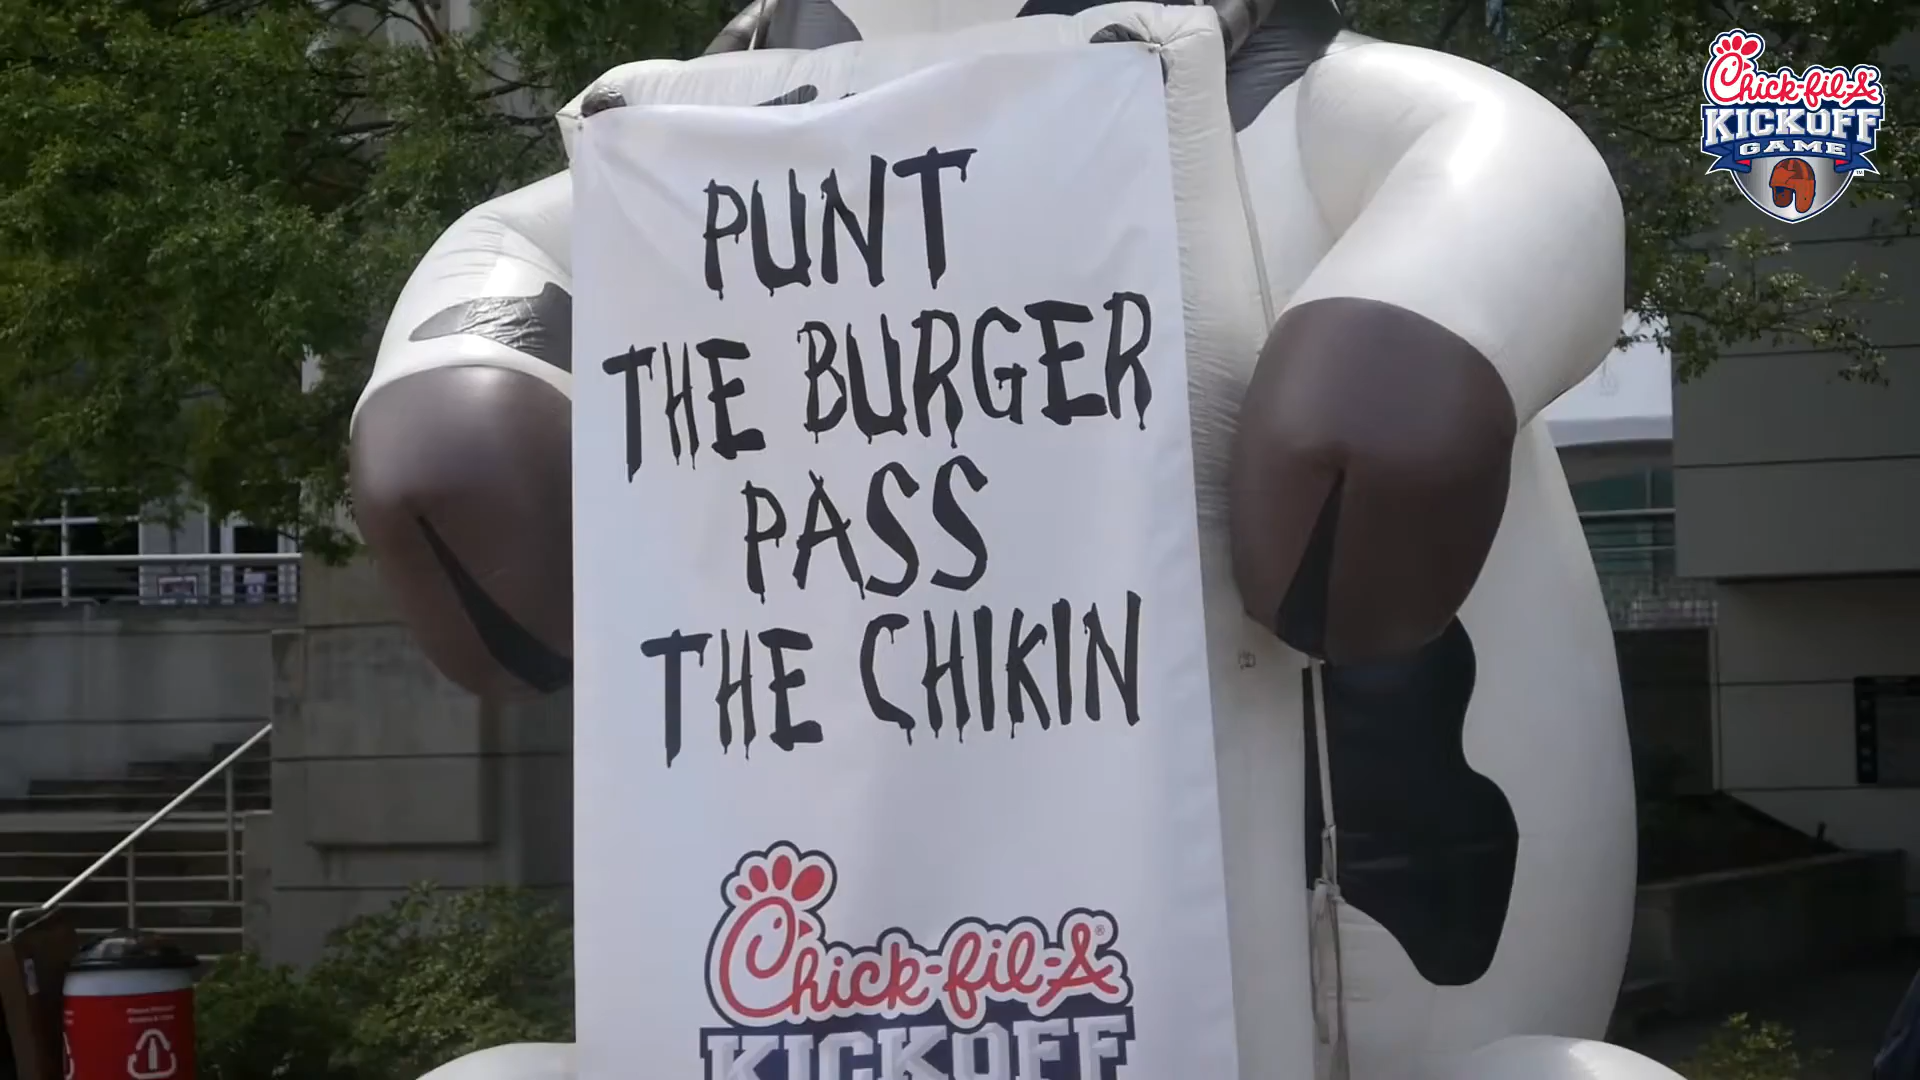 Chick-fil-A
KICKOFF
GAME
PUNT
THE BURGER
PASS
THE CHIKIN
Chick-fil-A
KICKOFF